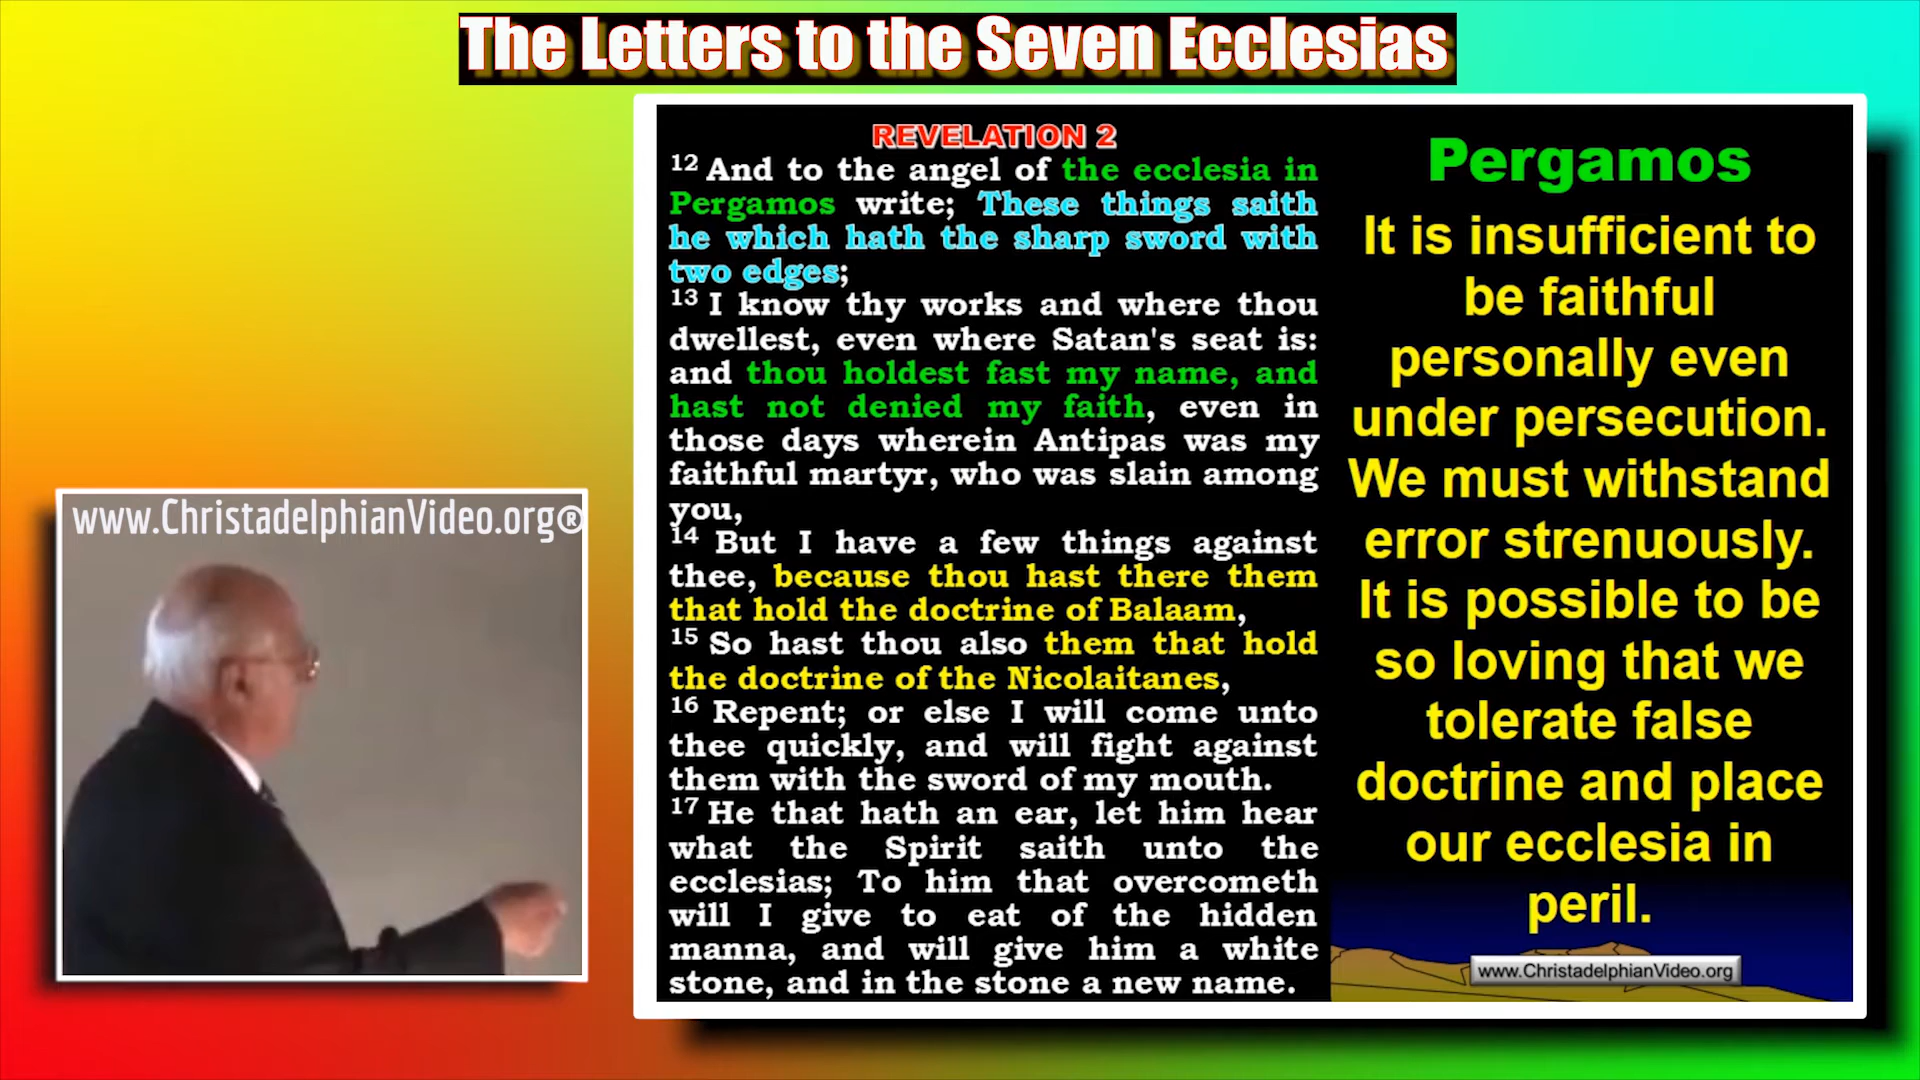 The Letters to the Seven Ecclesias
www.ChristadelphianVideo.org®
REVELATION 2
12 And to the angel of the ecclesia in
Pergamos write; These things saith
he which hath the sharp sword with
two edges;
13 I know thy works and where thou
dwellest, even where Satan's seat is:
and thou holdest fast my name, and
hast not denied my faith, even in
those days wherein Antipas was my
faithful martyr, who was slain among
you,
14 But I have a few things against
thee, because thou hast there them
that hold the doctrine of Balaam,
15 So hast thou also them that hold
the doctrine of the Nicolaitanes,
16 Repent; or else I will come unto
thee quickly, and will fight against
them with the sword of my mouth.
17 He that hath an ear, let him hear
what the Spirit saith unto the
ecclesias; To him that overcometh
will I give to eat of the hidden
manna, and will give him a white
stone, and in the stone a new name.
Pergamos
It is insufficient to
be faithful
personally even
under persecution.
We must withstand
error strenuously.
It is possible to be
so loving that we
tolerate false
doctrine and place
our ecclesia in
peril.
www.ChristadelphianVideo.org